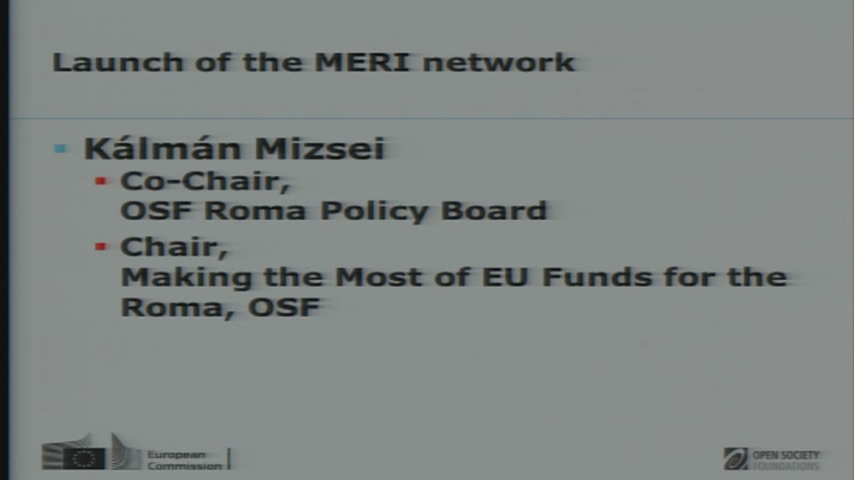 Launch of the MERI network
Kálmán Mizsei
Co-Chair,
OSF Roma Policy Board
Chair,
Making the Most of EU Funds for the
Roma, OSF
European
Commission
OPEN SOCIETY
FOUNDATIONS